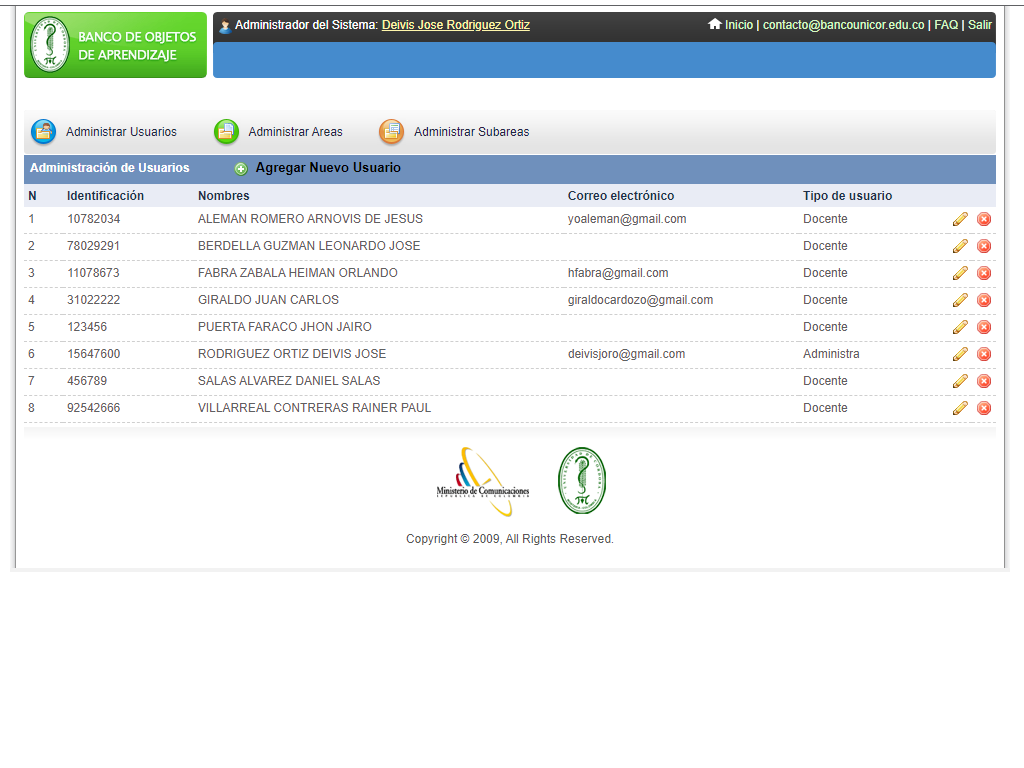 BANCO DE OBJETOS
DE APRENDIZAJE
Administrador del Sistema: Deivis Jose Rodriguez Ortiz
Inicio | contacto@bancounicor.edu.co | FAQ | Salir
Administrar Usuarios Administrar Areas Administrar Subareas
Administración de Usuarios Agregar Nuevo Usuario
N Identificación Nombres Correo electrónico Tipo de usuario
1 10782034 ALEMAN ROMERO ARNOVIS DE JESUS yoaleman@gmail.com Docente
2 78029291 BERDELLA GUZMAN LEONARDO JOSE Docente
3 11078673 FABRA ZABALA HEIMAN ORLANDO hfabra@gmail.com Docente
4 31022222 GIRALDO JUAN CARLOS giraldocardozo@gmail.com Docente
5 123456 PUERTA FARACO JHON JAIRO Docente
6 15647600 RODRIGUEZ ORTIZ DEIVIS JOSE deivisjoro@gmail.com Administra
7 456789 SALAS ALVAREZ DANIEL SALAS Docente
8 92542666 VILLARREAL CONTRERAS RAINER PAUL Docente
Ministerio de Comunicaciones
Copyright © 2009, All Rights Reserved.